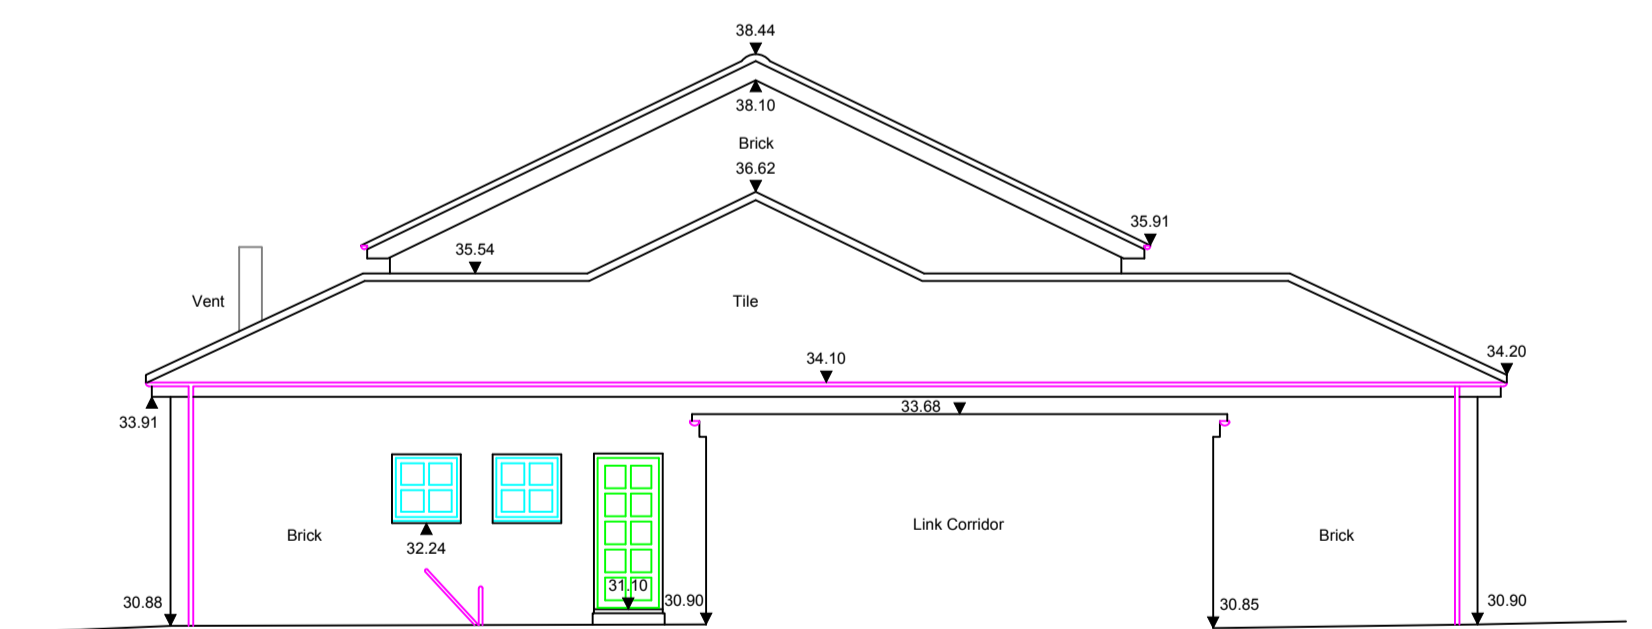 38.44
38.10
Brick
36.62
35.91
35.54
Vent
Tile
34.10
34.20
33.91
33.68
Brick
32.24
Link Corridor
Brick
31.10
30.88
30.90
30.85
30.90